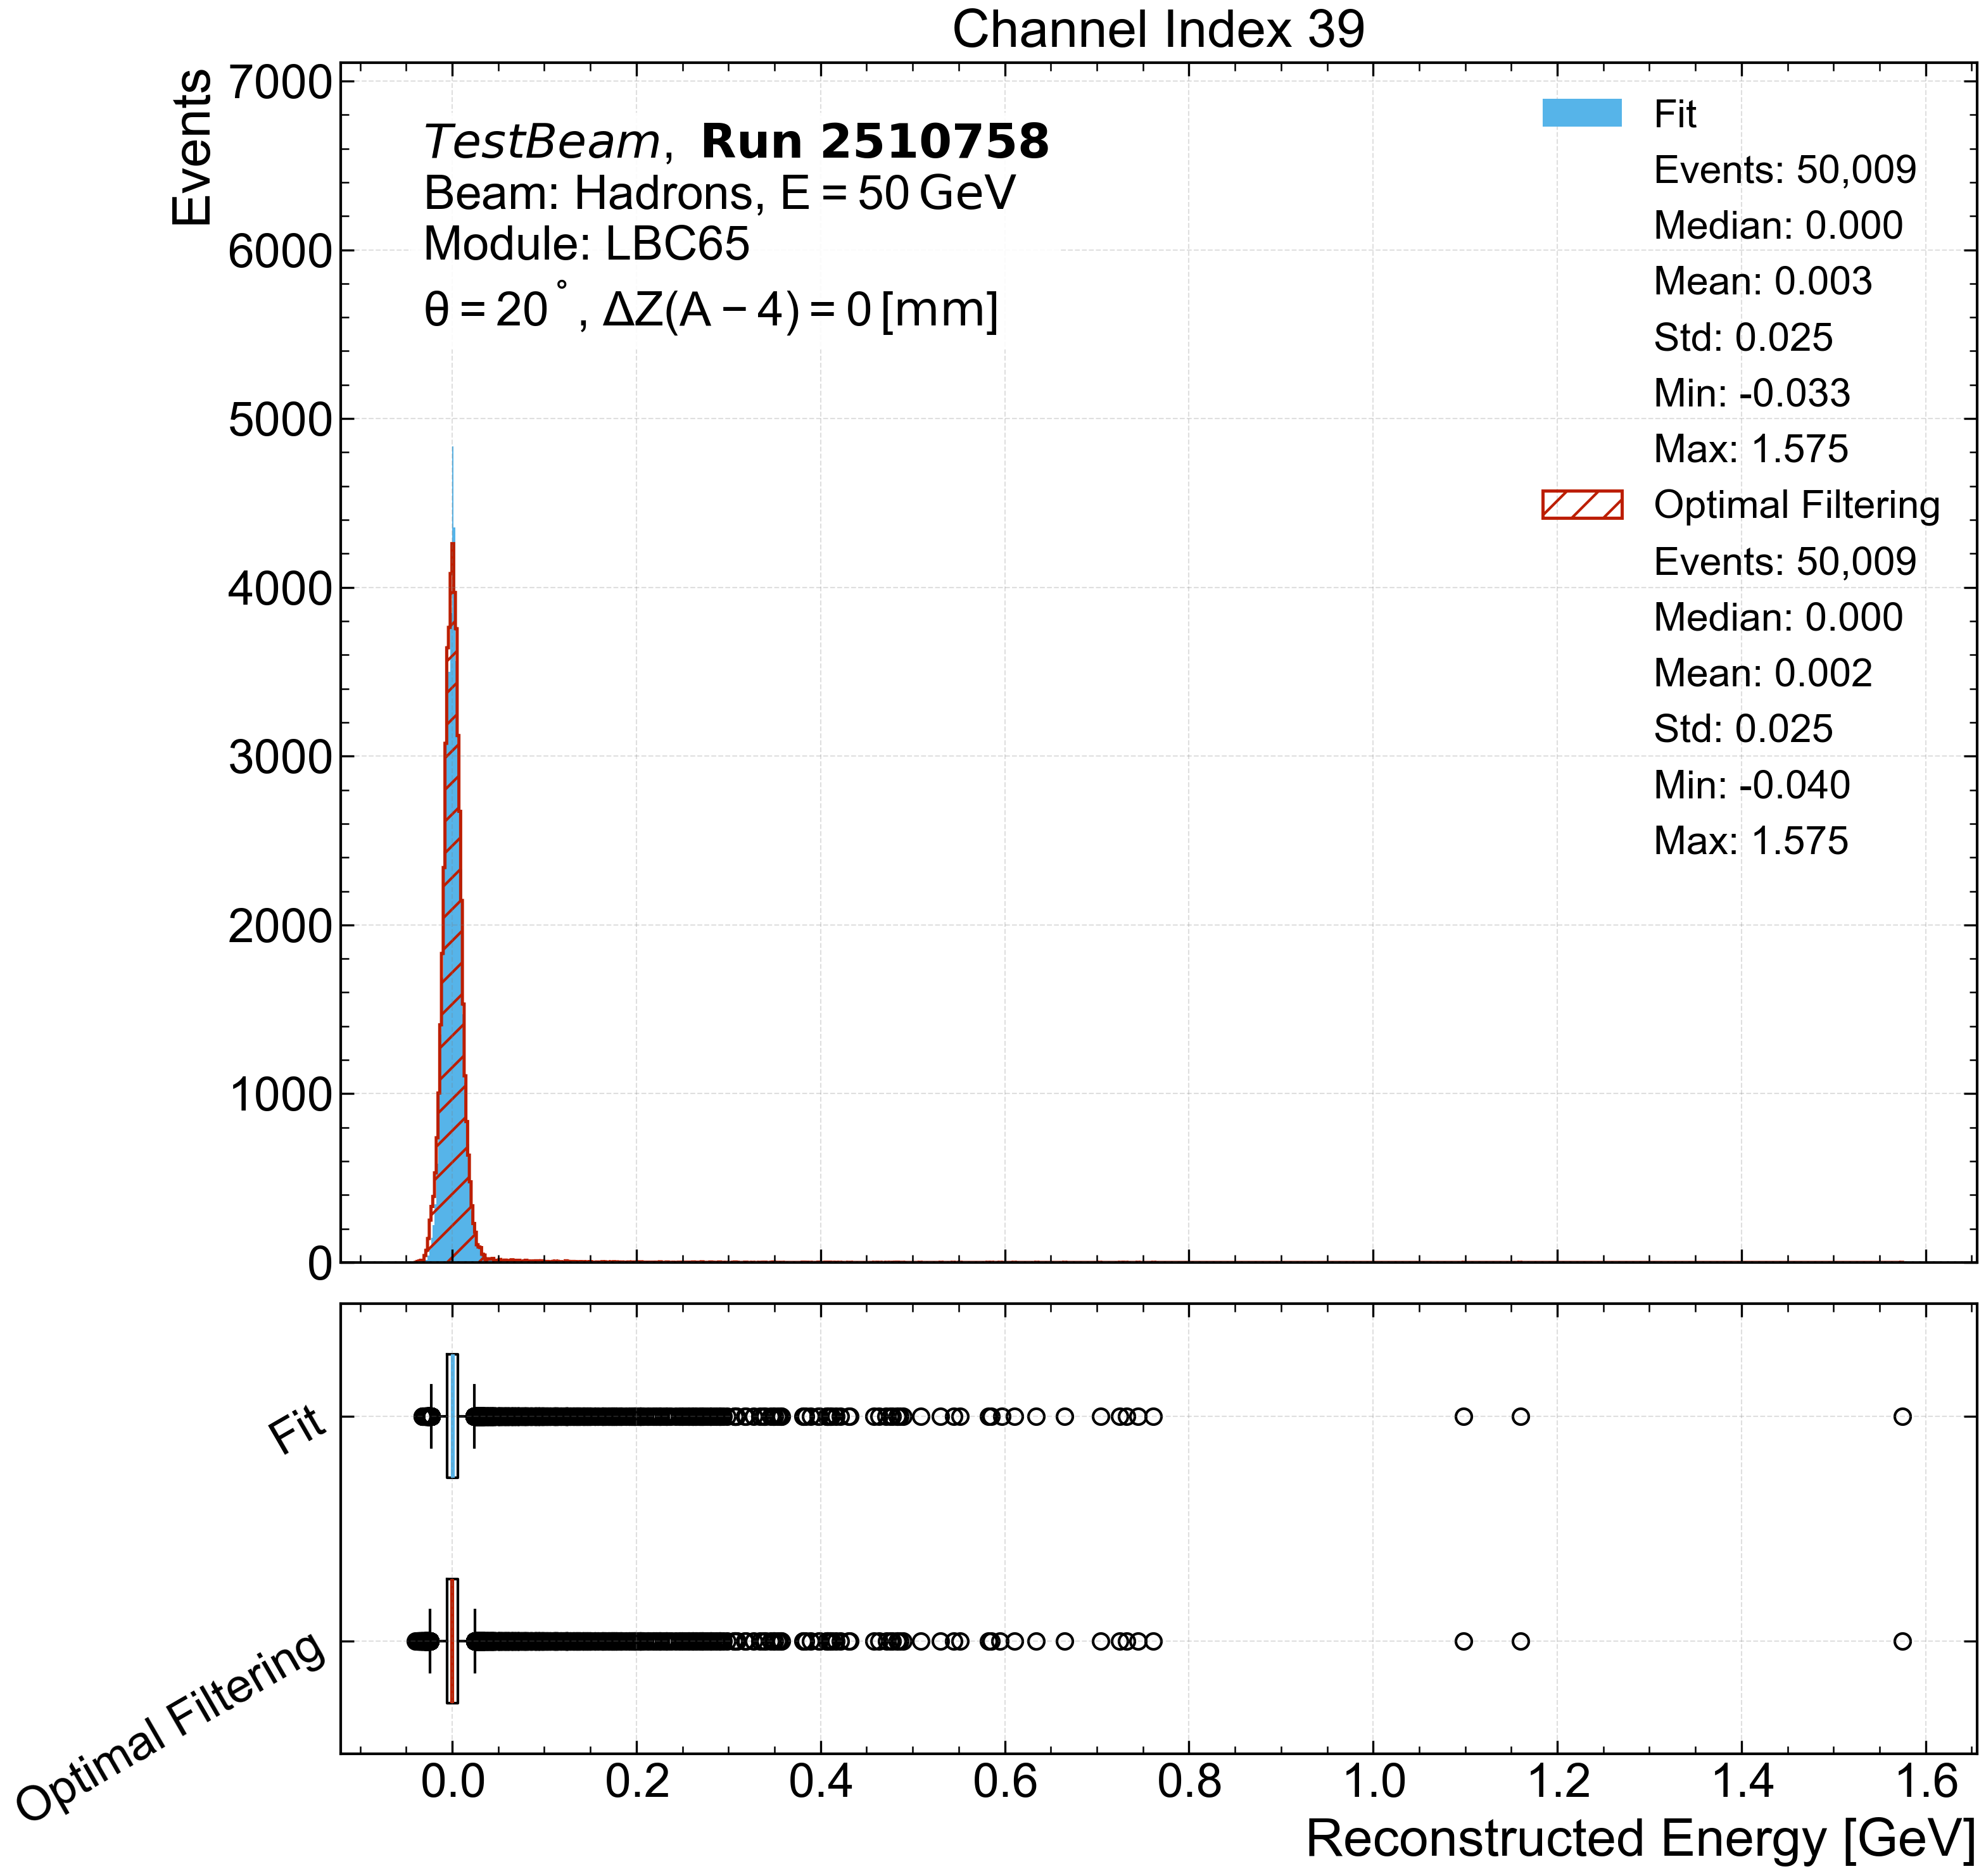 Channel Index 39
Events
7000
6000
5000
4000
3000
2000
1000
0
TestBeam, Run 2510758
Beam: Hadrons, E = 50 GeV
Module: LBC65
θ = 20°, ΔZ(A − 4) = 0 [mm]
Fit
Events: 50,009
Median: 0.000
Mean: 0.003
Std: 0.025
Min: -0.033
Max: 1.575
Optimal Filtering
Events: 50,009
Median: 0.000
Mean: 0.002
Std: 0.025
Min: -0.040
Max: 1.575
Fit
Optimal Filtering
0.0 0.2 0.4 0.6 0.8 1.0 1.2 1.4 1.6
Reconstructed Energy [GeV]